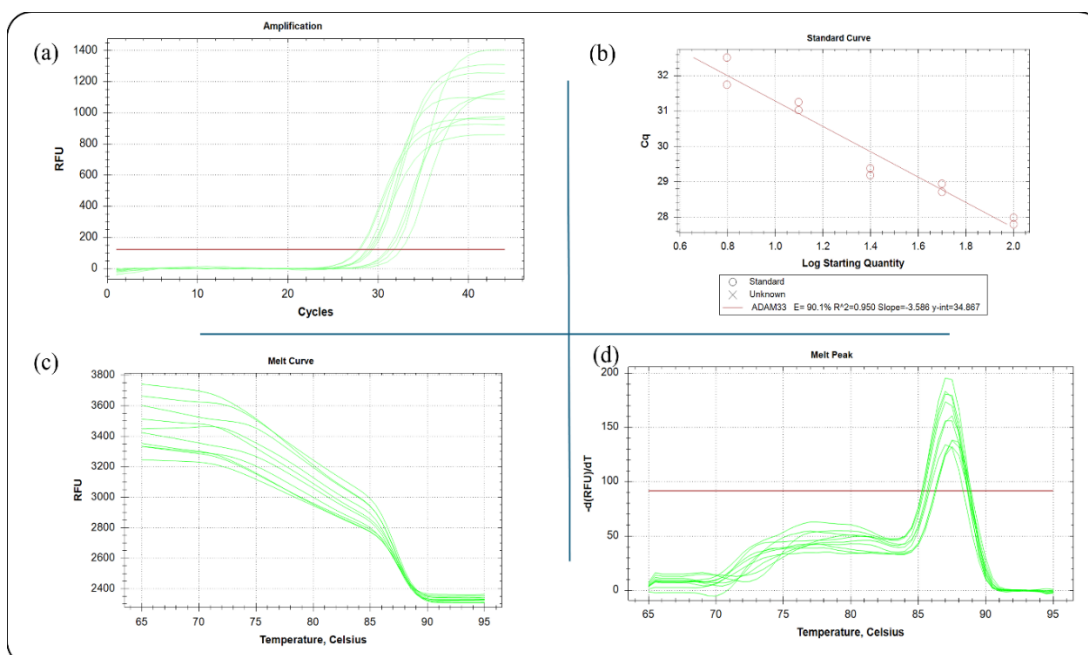 (a)
Amplification
1400
1200
1000
800
600
400
200
0
RFU
0 10 20 30 40
Cycles
(b)
Standard Curve
32
31
30
29
28
Cq
0.6 0.8 1.0 1.2 1.4 1.6 1.8 2.0
Log Starting Quantity
Standard
Unknown
ADAM33 E= 90.1% R^2=0.950 Slope=-3.586 y-int=34.867
(c)
Melt Curve
3800
3600
3400
3200
3000
2800
2600
2400
RFU
65 70 75 80 85 90 95
Temperature, Celsius
(d)
Melt Peak
200
150
100
50
0
-d(RFU)/dT
65 70 75 80 85 90 95
Temperature, Celsius